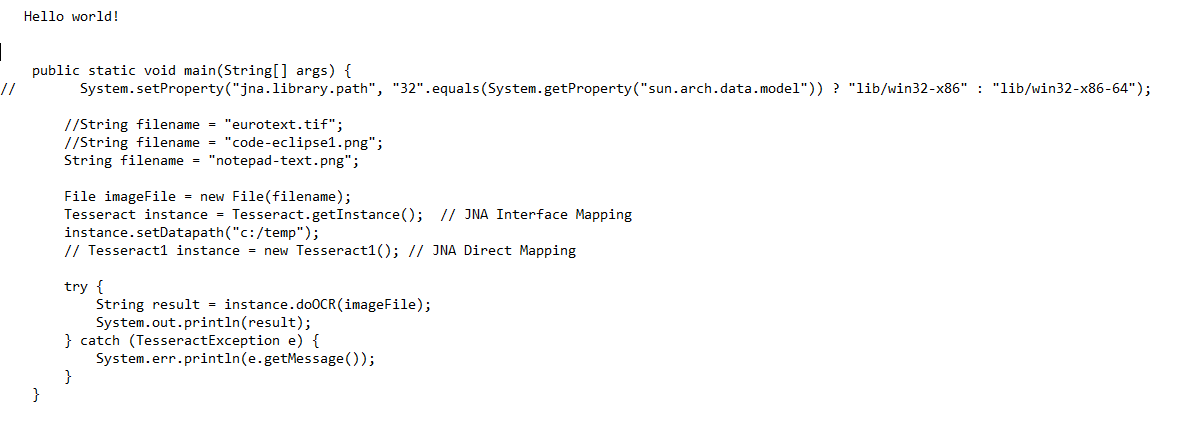 Hello world!
public static void main(String[] args) {
//        System.setProperty("jna.library.path", "32".equals(System.getProperty("sun.arch.data.model")) ? "lib/win32-x86" : "lib/win32-x86-64");
//String filename = "eurotext.tif";
//String filename = "code-eclipse1.png";
String filename = "notepad-text.png";
File imageFile = new File(filename);
Tesseract instance = Tesseract.getInstance();  // JNA Interface Mapping
instance.setDatapath("c:/temp");
// Tesseract1 instance = new Tesseract1(); // JNA Direct Mapping
try {
String result = instance.doOCR(imageFile);
System.out.println(result);
} catch (TesseractException e) {
System.err.println(e.getMessage());
}
}